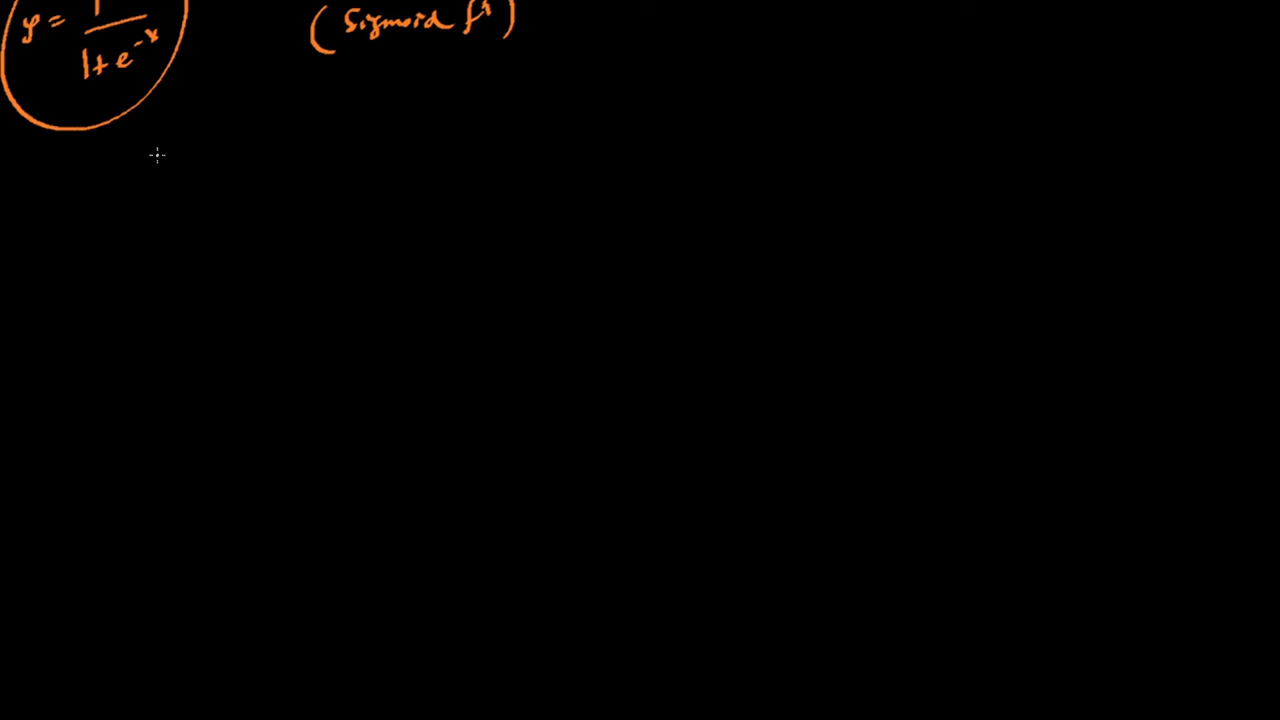 y = 1 / 1+e^-x (Sigmoid f^n)